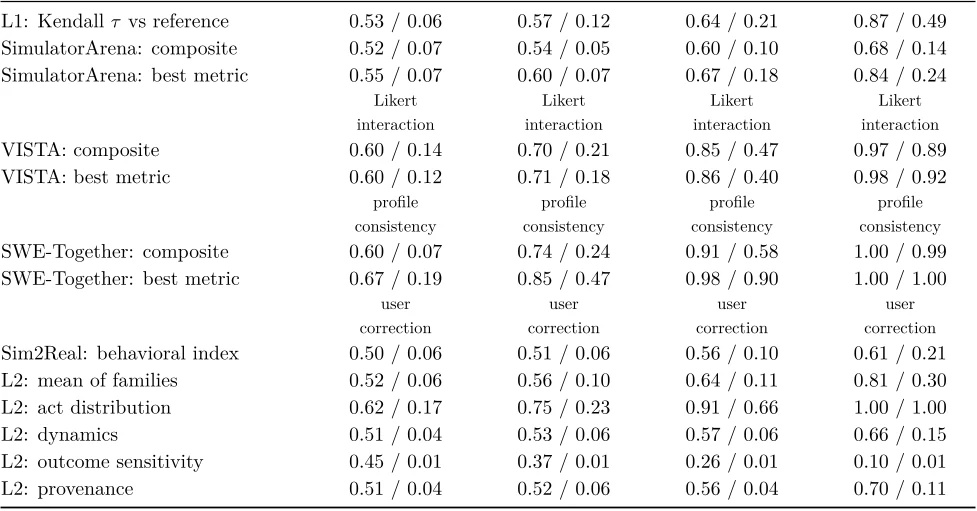 L1: Kendall τ vs reference 0.53 / 0.06 0.57 / 0.12 0.64 / 0.21 0.87 / 0.49
SimulatorArena: composite 0.52 / 0.07 0.54 / 0.05 0.60 / 0.10 0.68 / 0.14
SimulatorArena: best metric 0.55 / 0.07 0.60 / 0.07 0.67 / 0.18 0.84 / 0.24
Likert Likert Likert Likert
interaction interaction interaction interaction
VISTA: composite 0.60 / 0.14 0.70 / 0.21 0.85 / 0.47 0.97 / 0.89
VISTA: best metric 0.60 / 0.12 0.71 / 0.18 0.86 / 0.40 0.98 / 0.92
profile profile profile profile
consistency consistency consistency consistency
SWE-Together: composite 0.60 / 0.07 0.74 / 0.24 0.91 / 0.58 1.00 / 0.99
SWE-Together: best metric 0.67 / 0.19 0.85 / 0.47 0.98 / 0.90 1.00 / 1.00
user user user user
correction correction correction correction
Sim2Real: behavioral index 0.50 / 0.06 0.51 / 0.06 0.56 / 0.10 0.61 / 0.21
L2: mean of families 0.52 / 0.06 0.56 / 0.10 0.64 / 0.11 0.81 / 0.30
L2: act distribution 0.62 / 0.17 0.75 / 0.23 0.91 / 0.66 1.00 / 1.00
L2: dynamics 0.51 / 0.04 0.53 / 0.06 0.57 / 0.06 0.66 / 0.15
L2: outcome sensitivity 0.45 / 0.01 0.37 / 0.01 0.26 / 0.01 0.10 / 0.01
L2: provenance 0.51 / 0.04 0.52 / 0.06 0.56 / 0.04 0.70 / 0.11